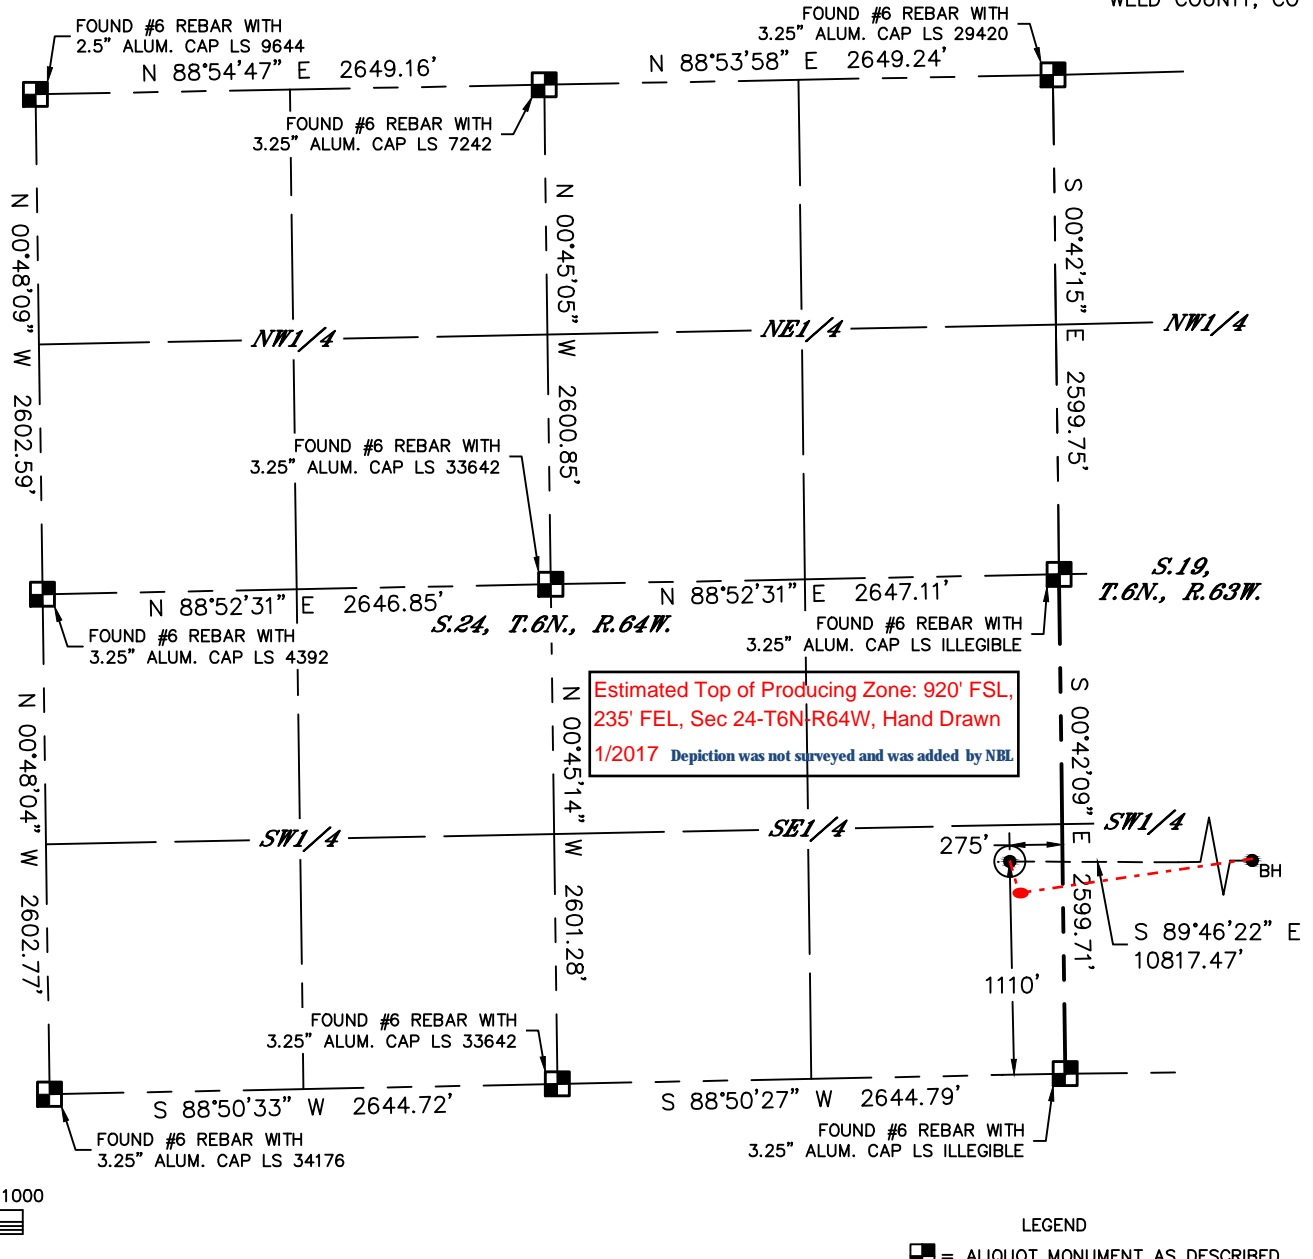 WELD COUNTY, CO
FOUND #6 REBAR WITH
2.5" ALUM. CAP LS 9644
FOUND #6 REBAR WITH
3.25" ALUM. CAP LS 29420
N 88°54'47" E 2649.16'
N 88°53'58" E 2649.24'
FOUND #6 REBAR WITH
3.25" ALUM. CAP LS 7242
N 00°48'09" W 2602.59'
N 00°45'05" W 2600.85'
S 00°42'15" E 2599.75'
NW1/4
NE1/4
NW1/4
FOUND #6 REBAR WITH
3.25" ALUM. CAP LS 33642
S.19,
T.6N., R.63W.
N 88°52'31" E 2646.85'
N 88°52'31" E 2647.11'
S.24, T.6N., R.64W.
FOUND #6 REBAR WITH
3.25" ALUM. CAP LS 4392
FOUND #6 REBAR WITH
3.25" ALUM. CAP LS ILLEGIBLE
Estimated Top of Producing Zone: 920' FSL,
235' FEL, Sec 24-T6N-R64W, Hand Drawn
1/2017 Depiction was not surveyed and was added by NBL
N 00°48'04" W 2602.77'
N 00°45'14" W 2601.28'
S 00°42'09" E 2599.71'
SW1/4
SE1/4
SW1/4
275'
BH
S 89°46'22" E
10817.47'
1110'
FOUND #6 REBAR WITH
3.25" ALUM. CAP LS 33642
S 88°50'33" W 2644.72'
S 88°50'27" W 2644.79'
FOUND #6 REBAR WITH
3.25" ALUM. CAP LS 34176
FOUND #6 REBAR WITH
3.25" ALUM. CAP LS ILLEGIBLE
1000
LEGEND
= ALIQUOT MONUMENT AS DESCRIBED